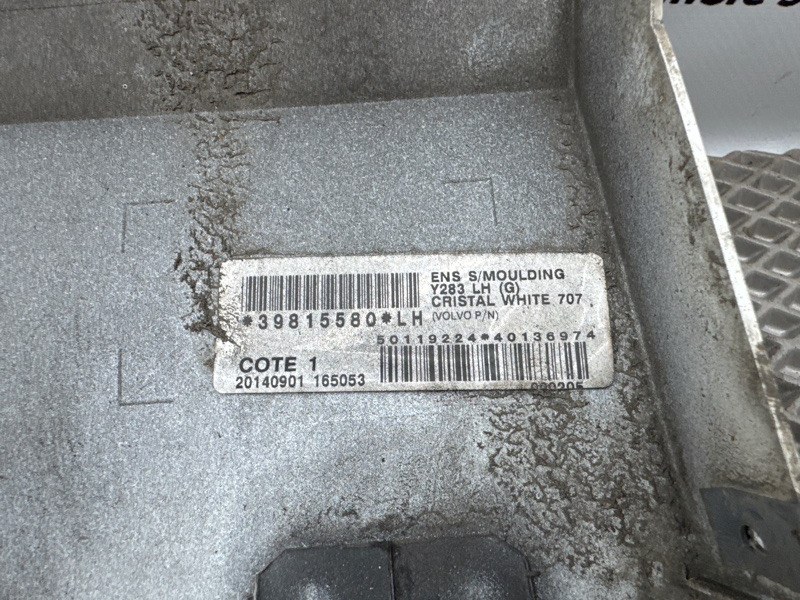 ENS S/MOULDING
Y283 LH (G)
CRISTAL WHITE 707
*39815580*LH
(VOLVO P/N)
50119224*40136974
COTE 1
20140901 165053